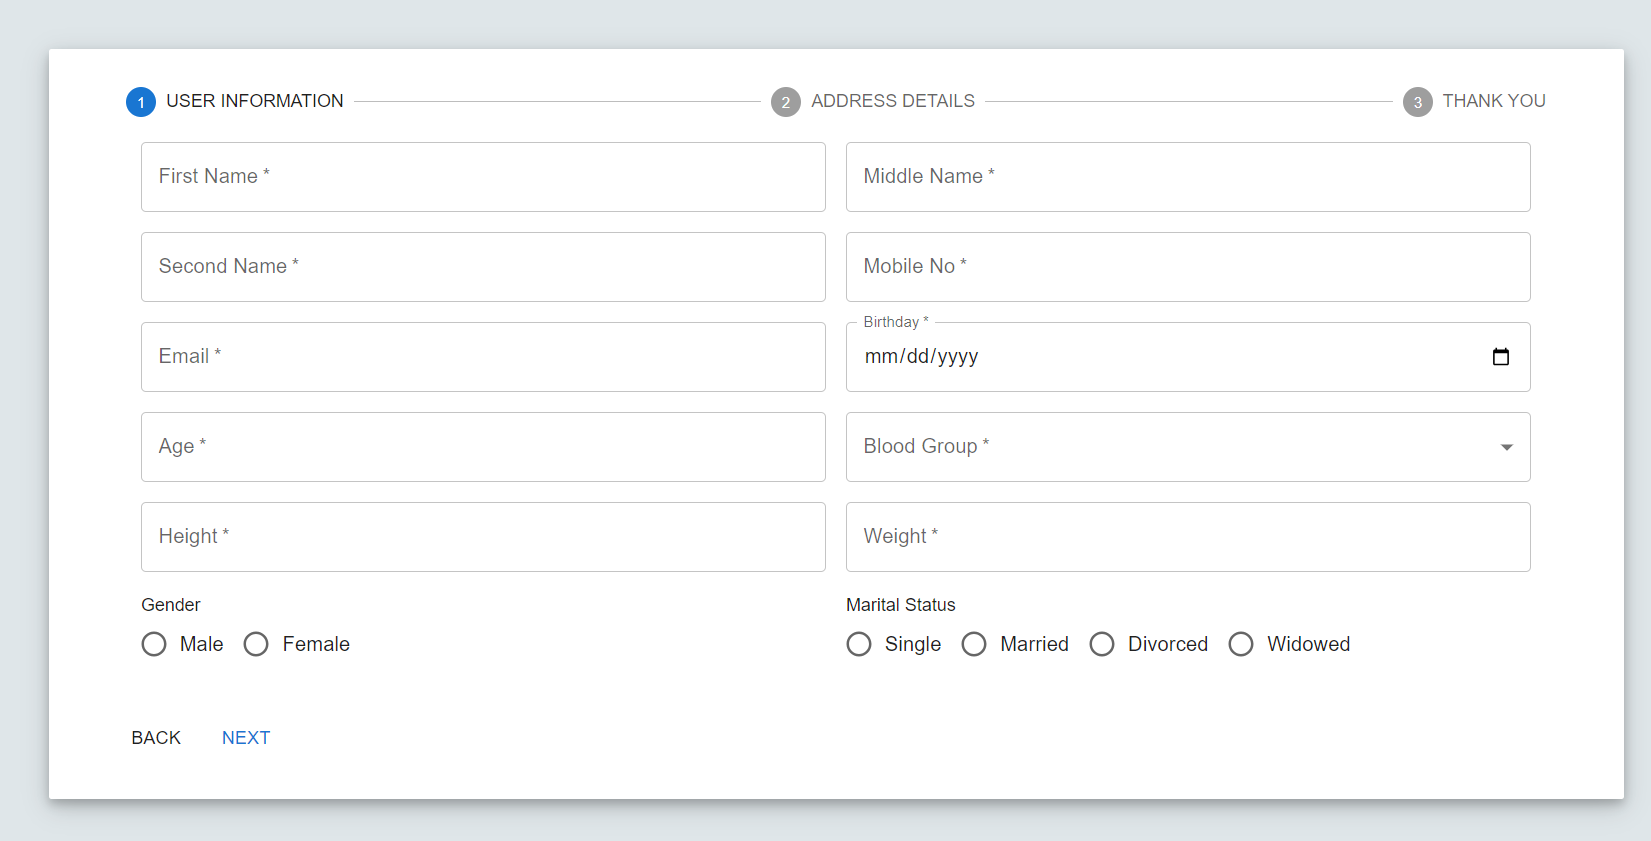 1 USER INFORMATION 2 ADDRESS DETAILS 3 THANK YOU
First Name * Middle Name *
Second Name * Mobile No *
Birthday *
Email * mm/dd/yyyy
Age * Blood Group *
Height * Weight *
Gender Marital Status
Male Female Single Married Divorced Widowed
BACK NEXT